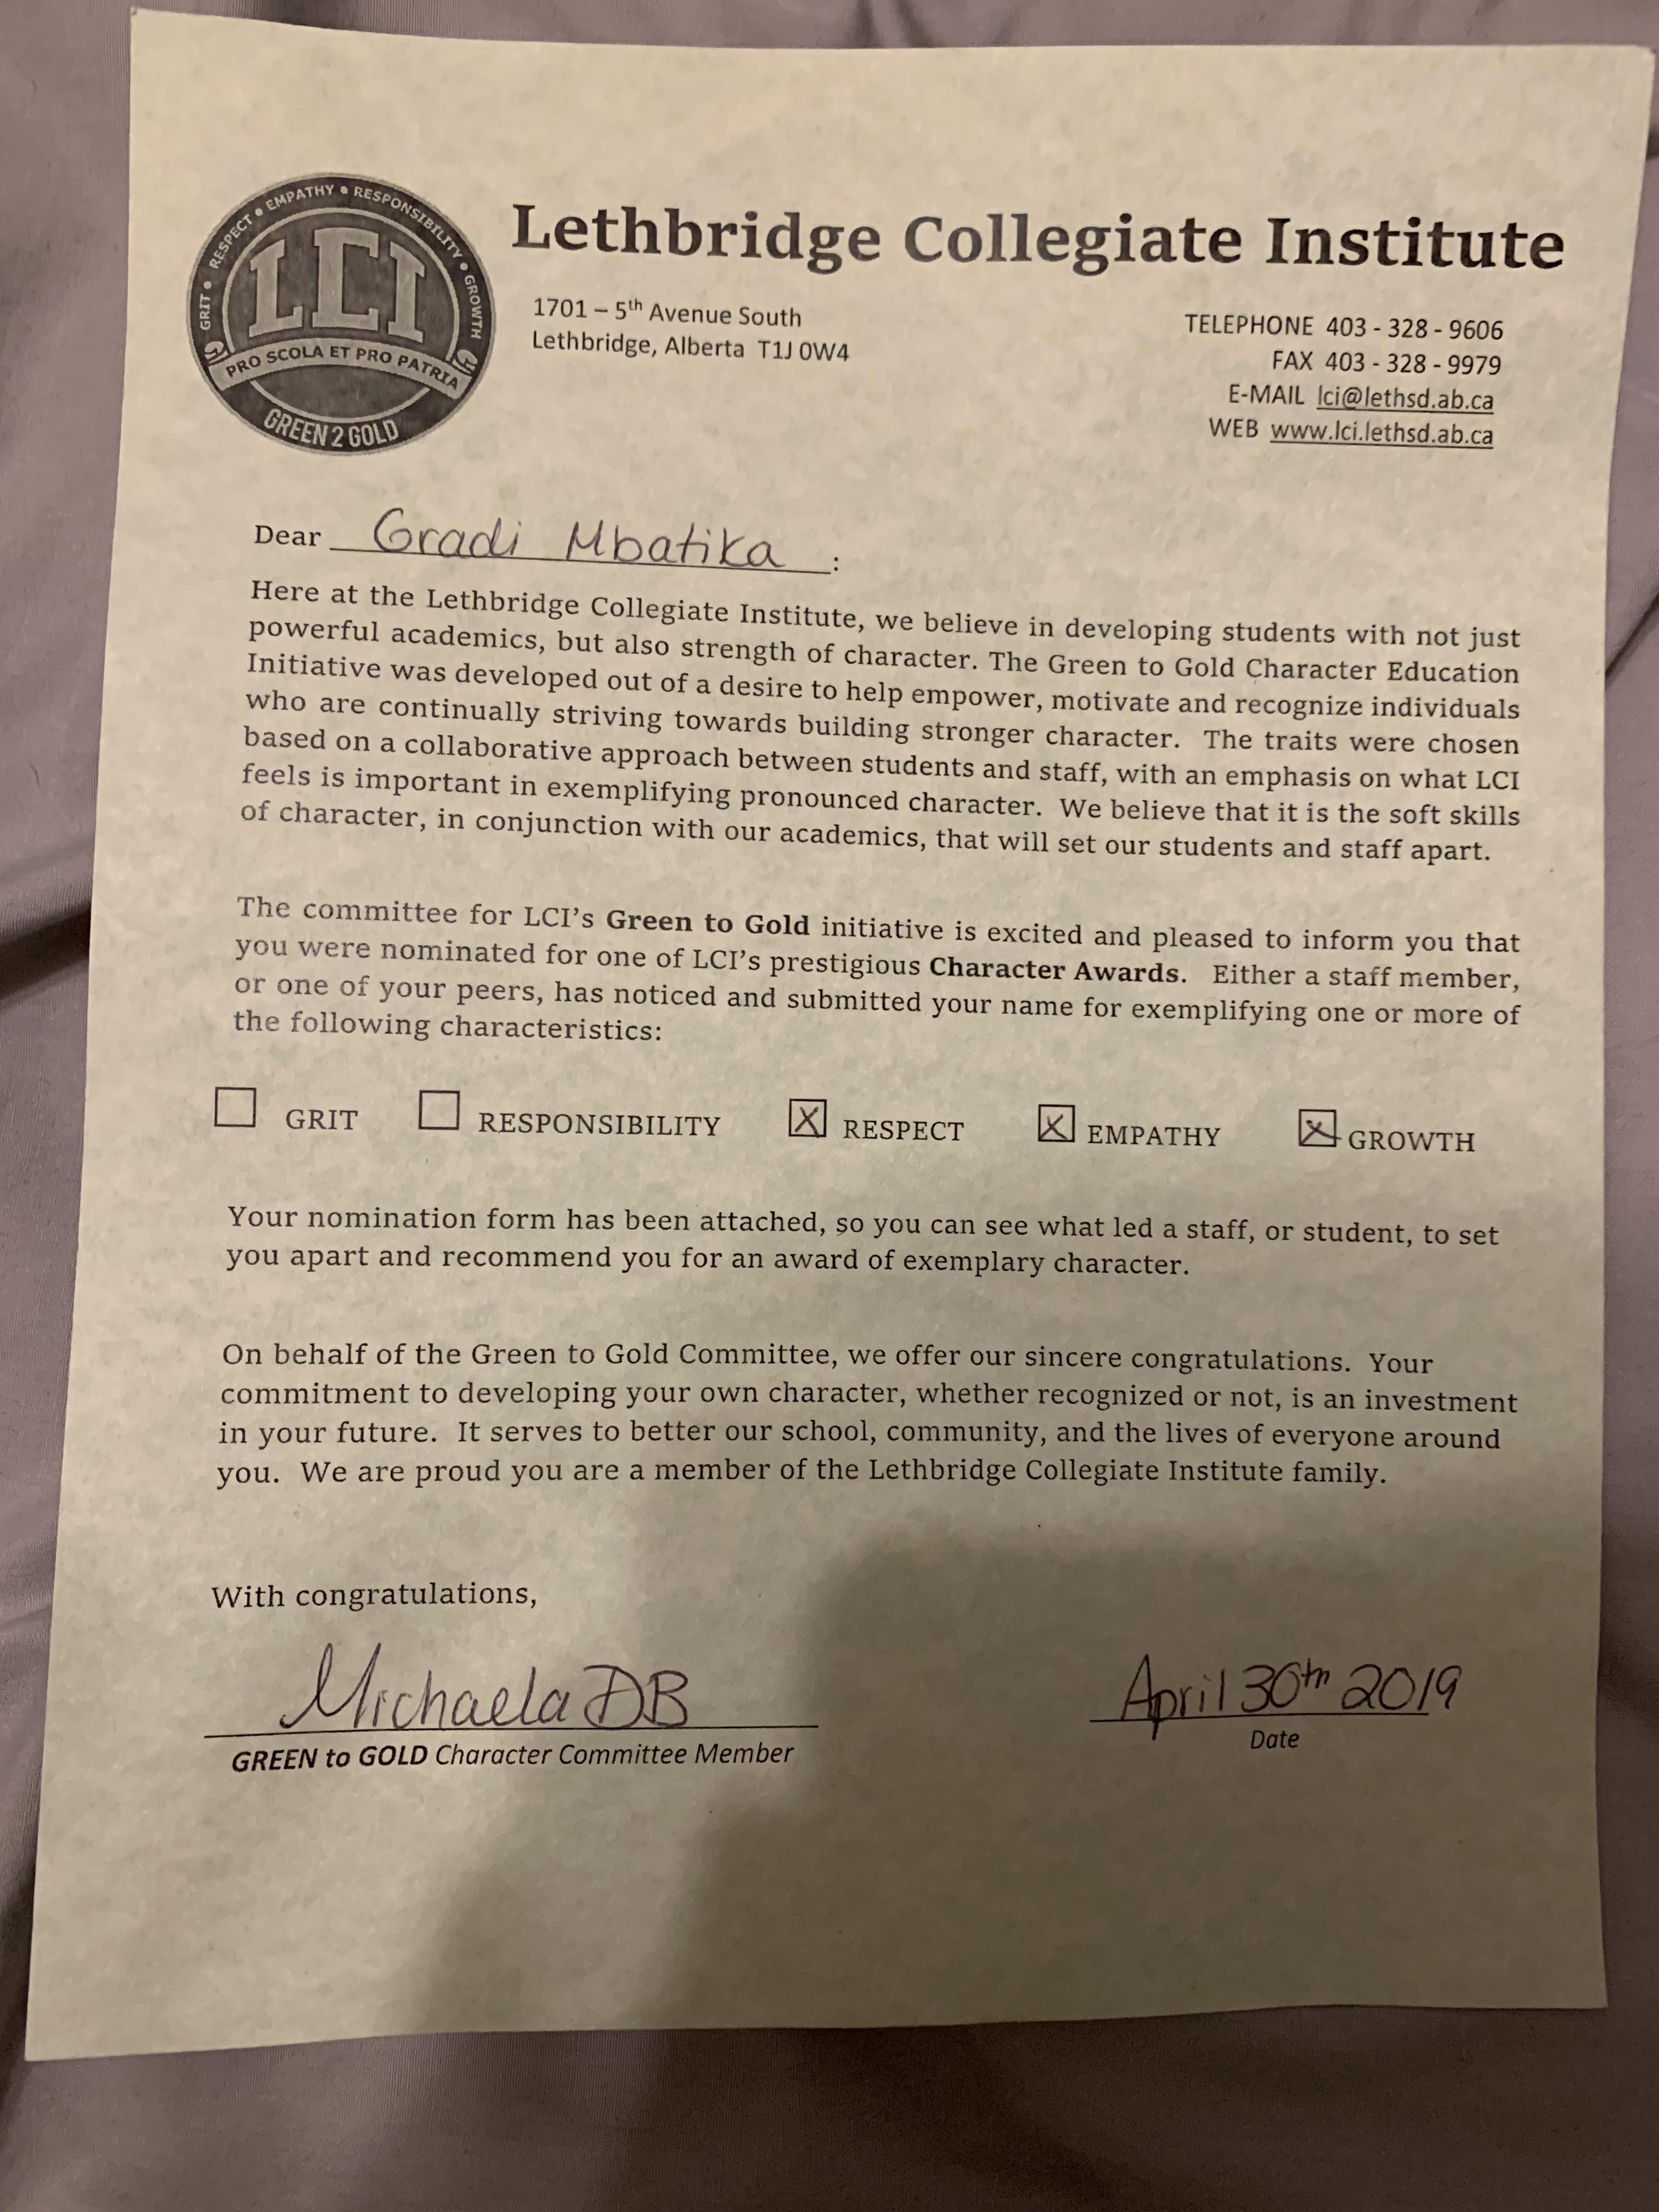 GRIT • RESPECT • EMPATHY • RESPONSIBILITY • GROWTH
LCI
PRO SCOLA ET PRO PATRIA
GREEN 2 GOLD
Lethbridge Collegiate Institute
1701 – 5th Avenue South
Lethbridge, Alberta T1J 0W4
TELEPHONE 403 - 328 - 9606
FAX 403 - 328 - 9979
E-MAIL lci@lethsd.ab.ca
WEB www.lci.lethsd.ab.ca
Dear Gradi Mbatika :
Here at the Lethbridge Collegiate Institute, we believe in developing students with not just
powerful academics, but also strength of character. The Green to Gold Character Education
Initiative was developed out of a desire to help empower, motivate and recognize individuals
who are continually striving towards building stronger character. The traits were chosen
based on a collaborative approach between students and staff, with an emphasis on what LCI
feels is important in exemplifying pronounced character. We believe that it is the soft skills
of character, in conjunction with our academics, that will set our students and staff apart.
The committee for LCI's Green to Gold initiative is excited and pleased to inform you that
you were nominated for one of LCI's prestigious Character Awards. Either a staff member,
or one of your peers, has noticed and submitted your name for exemplifying one or more of
the following characteristics:
☐ GRIT ☐ RESPONSIBILITY ☒ RESPECT ☒ EMPATHY ☒ GROWTH
Your nomination form has been attached, so you can see what led a staff, or student, to set
you apart and recommend you for an award of exemplary character.
On behalf of the Green to Gold Committee, we offer our sincere congratulations. Your
commitment to developing your own character, whether recognized or not, is an investment
in your future. It serves to better our school, community, and the lives of everyone around
you. We are proud you are a member of the Lethbridge Collegiate Institute family.
With congratulations,
Michaela DB
April 30th 2019
GREEN to GOLD Character Committee Member
Date